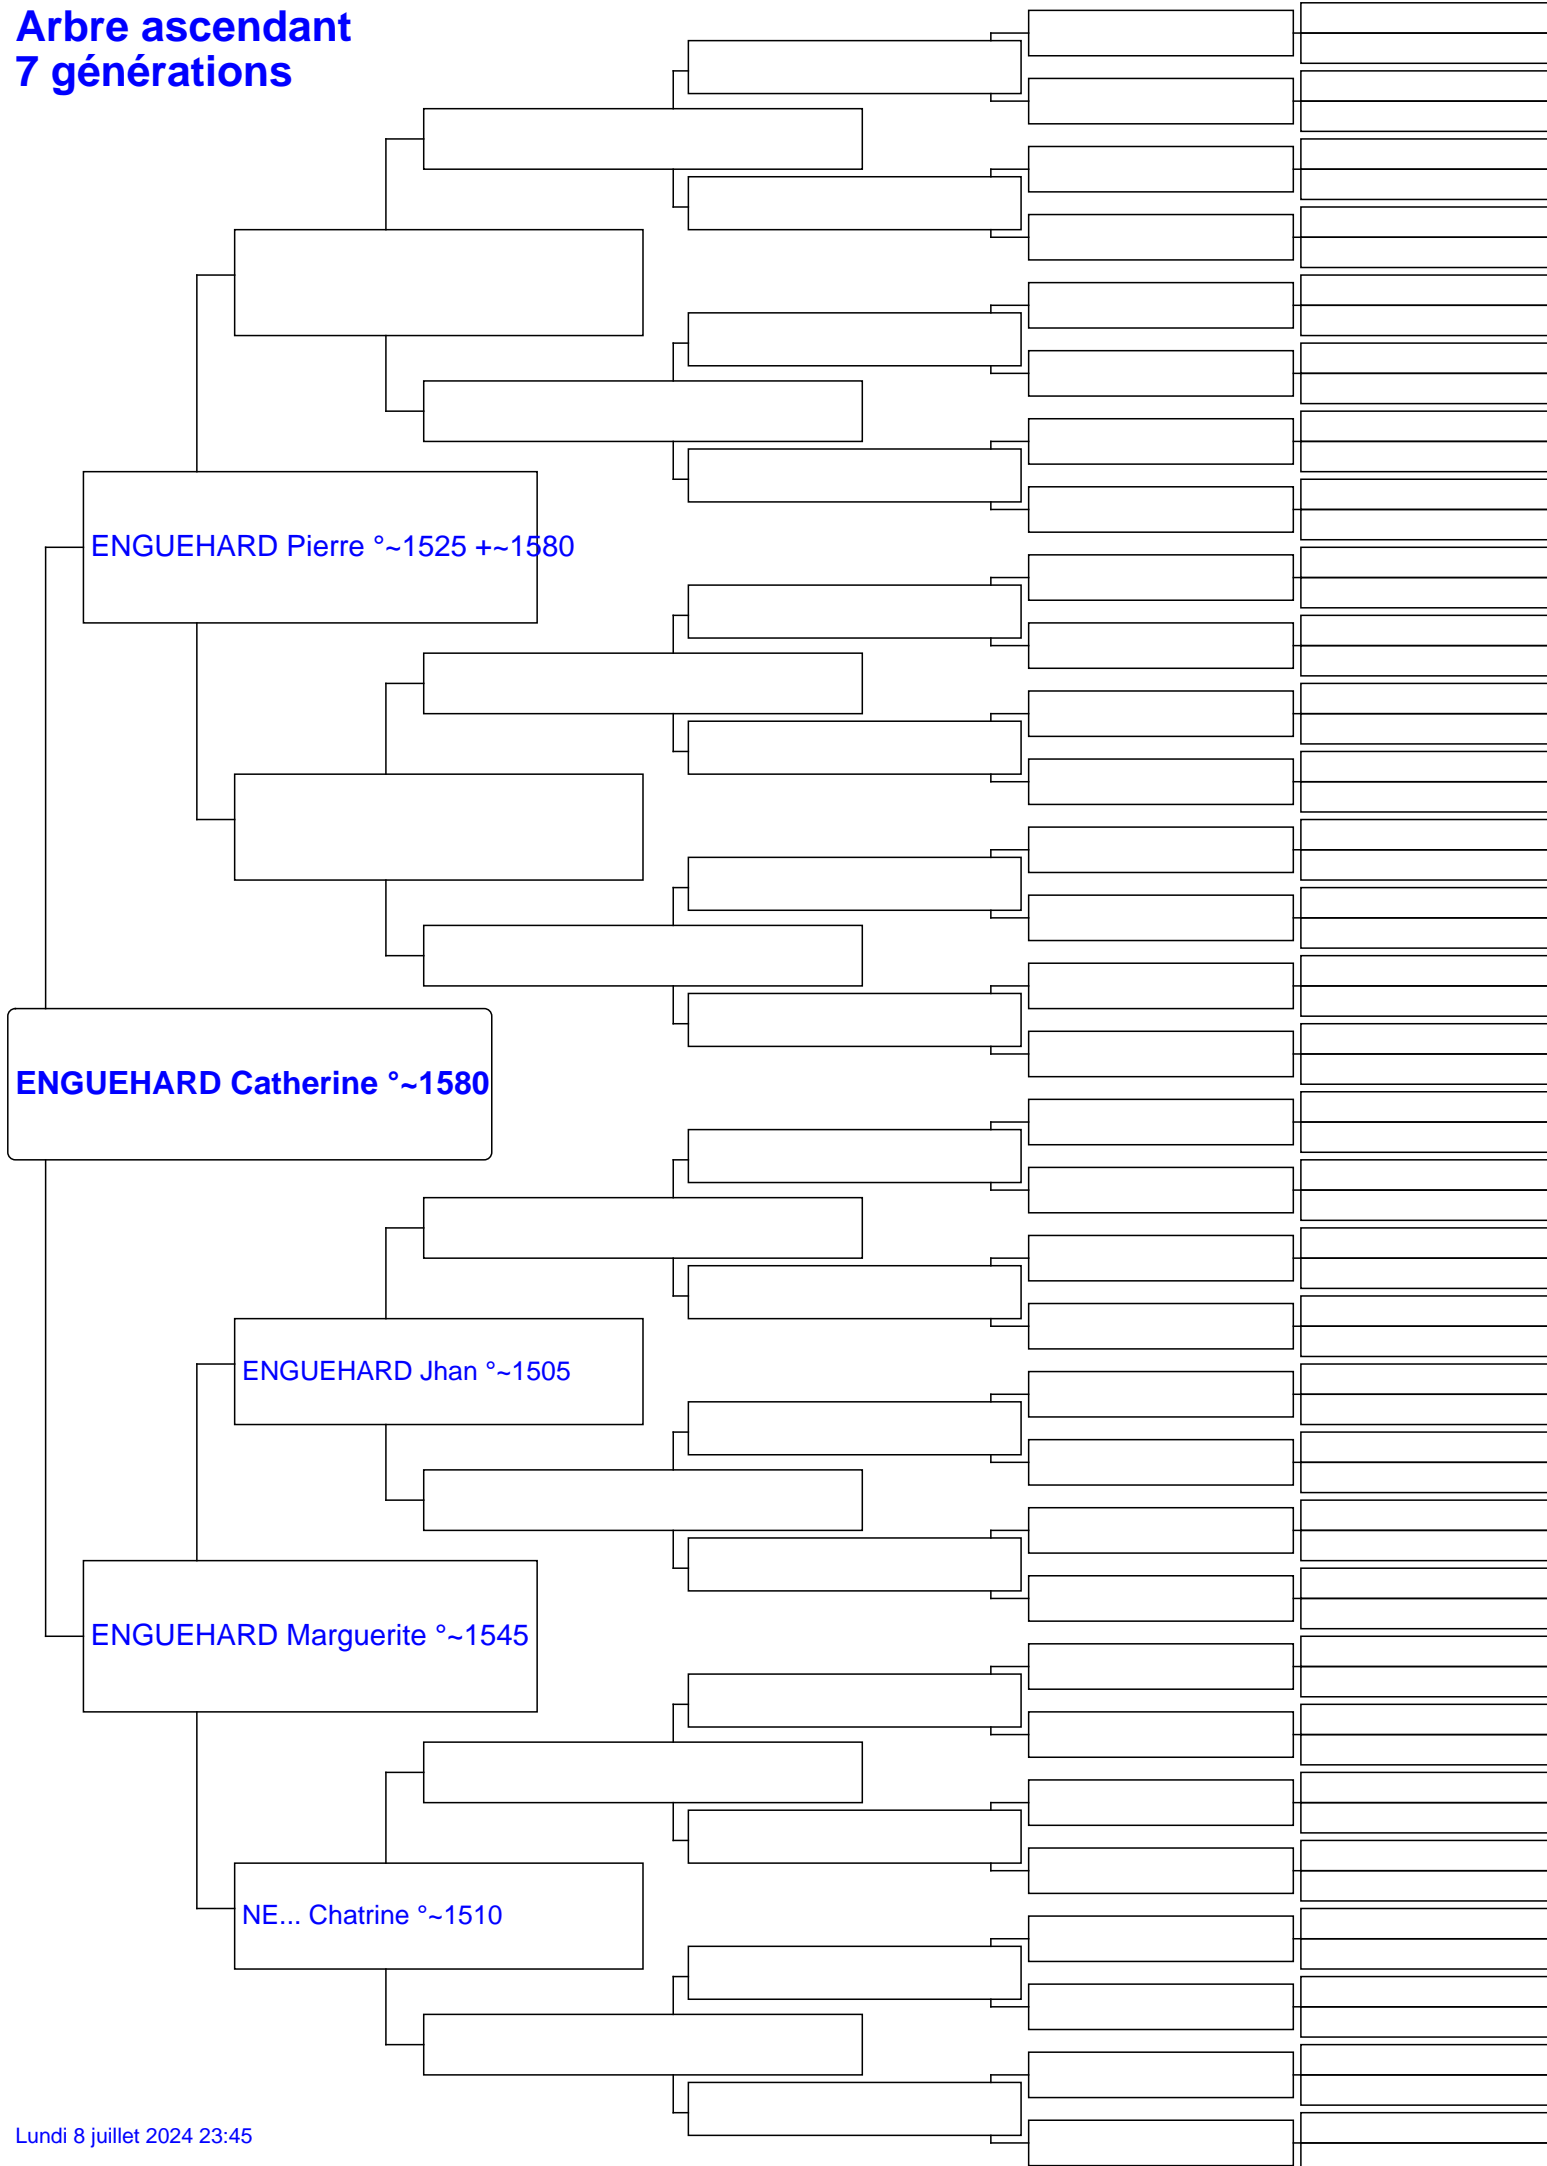 Arbre ascendant
7 générations
ENGUEHARD Pierre °~1525 +~1580
ENGUEHARD Catherine °~1580
ENGUEHARD Jhan °~1505
ENGUEHARD Marguerite °~1545
NE... Chatrine °~1510
Lundi 8 juillet 2024 23:45